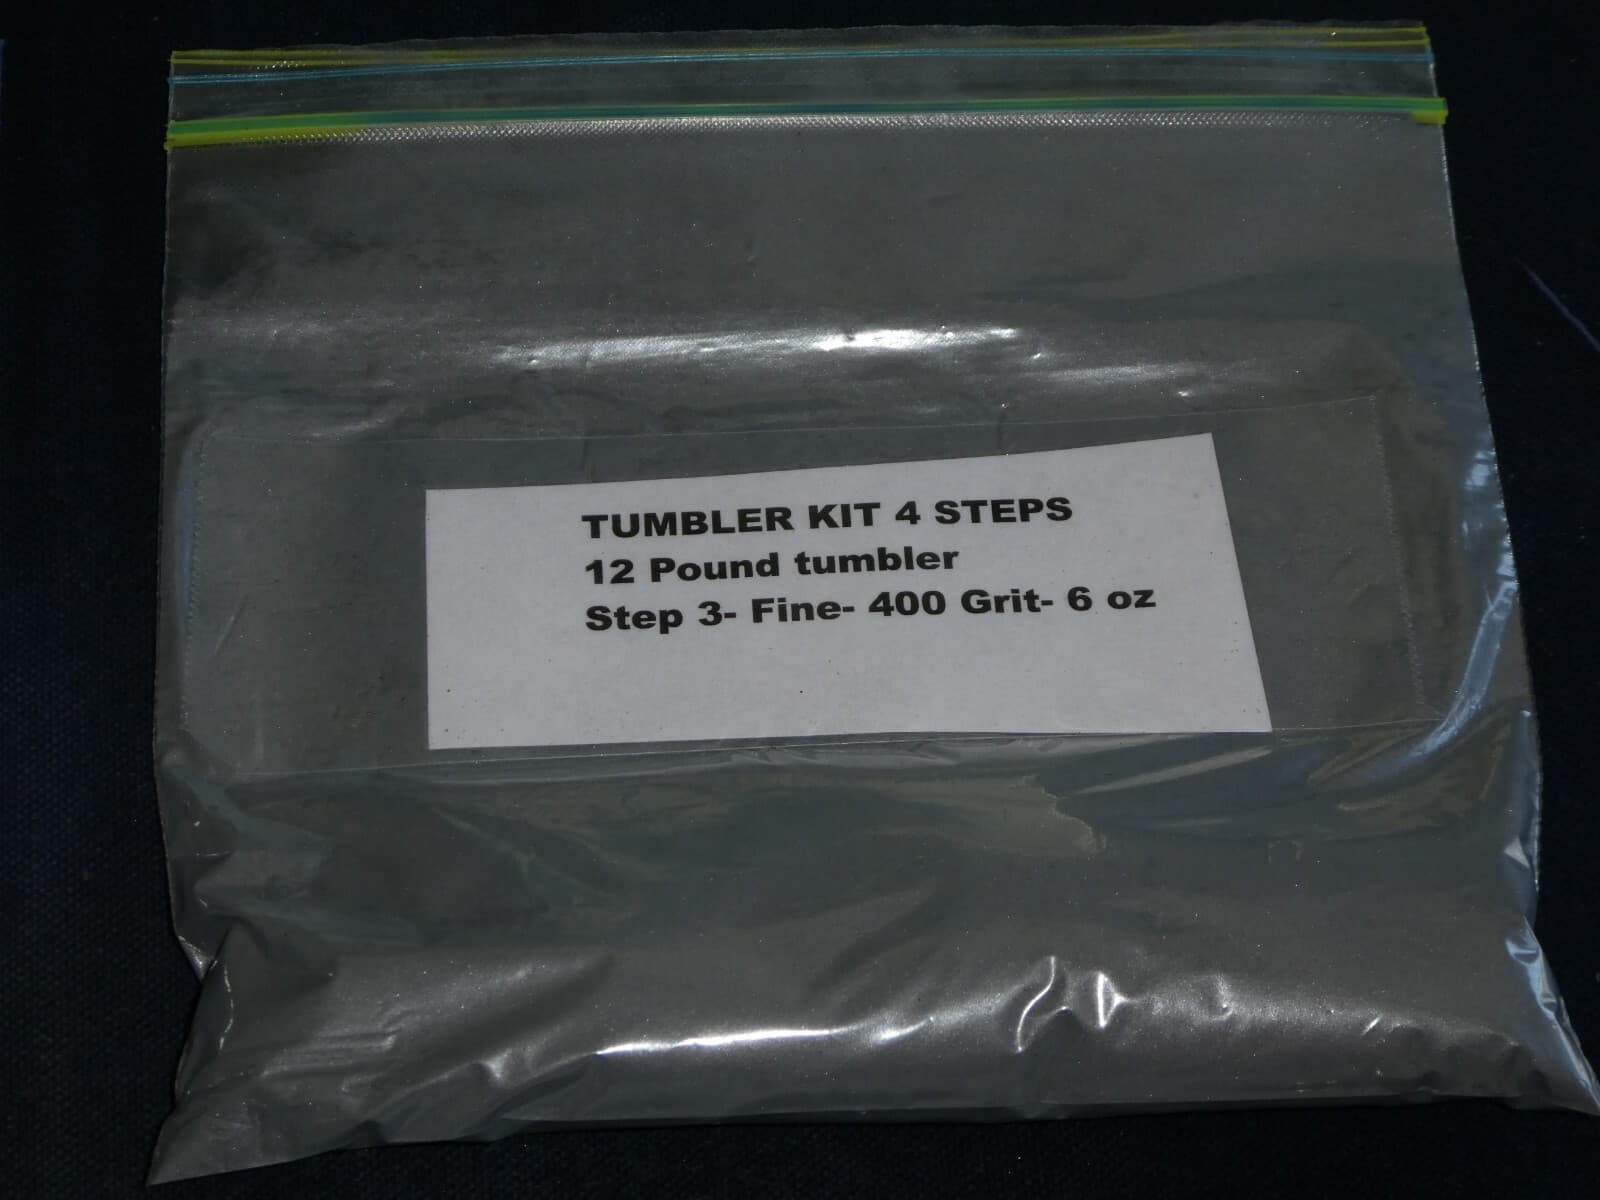 TUMBLER KIT 4 STEPS
12 Pound tumbler
Step 3- Fine- 400 Grit- 6 oz